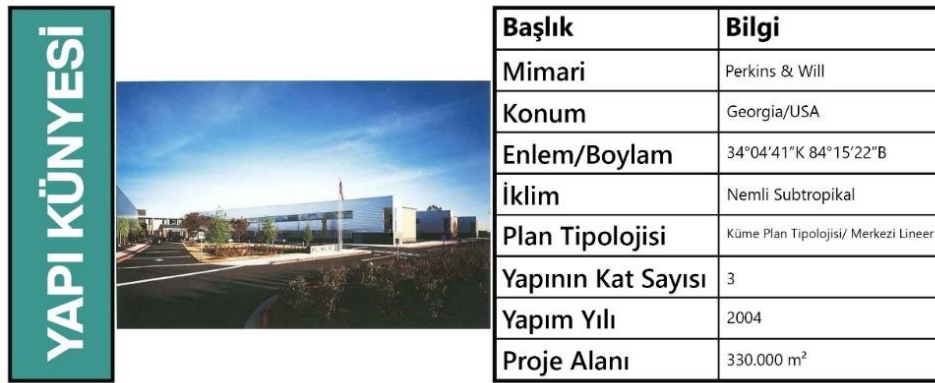 YAPI KÜNYESİ
Başlık Bilgi
Mimari Perkins & Will
Konum Georgia/USA
Enlem/Boylam 34°04'41"K 84°15'22"B
İklim Nemli Subtropikal
Plan Tipolojisi Küme Plan Tipolojisi/ Merkezi Lineer
Yapının Kat Sayısı 3
Yapım Yılı 2004
Proje Alanı 330.000 m²